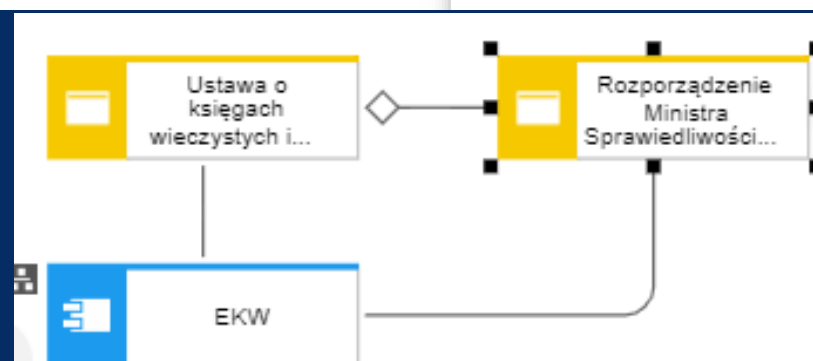 Ustawa o
księgach
wieczystych i...
Rozporządzenie
Ministra
Sprawiedliwości...
EKW